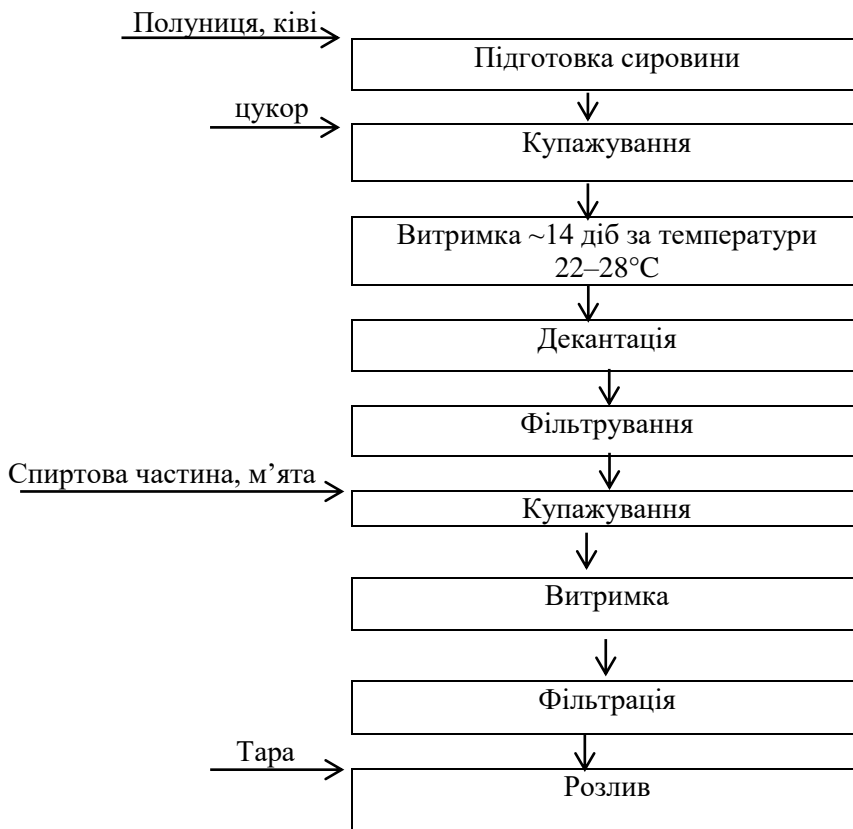 Полуниця, ківі
Підготовка сировини
цукор
Купажування
Витримка ~14 діб за температури
22–28°С
Декантація
Фільтрування
Спиртова частина, м’ята
Купажування
Витримка
Фільтрація
Тара
Розлив